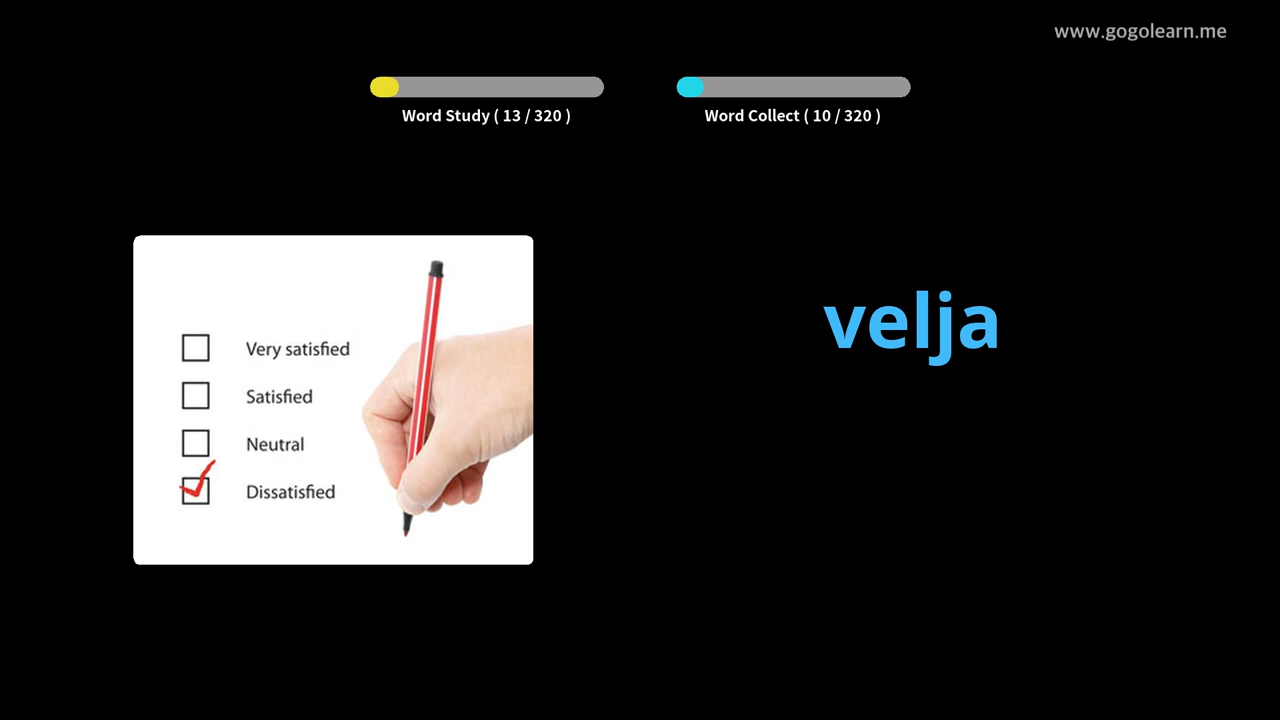 www.gogolearn.me
Word Study ( 13 / 320 )
Word Collect ( 10 / 320 )
velja
Very satisfied
Satisfied
Neutral
Dissatisfied